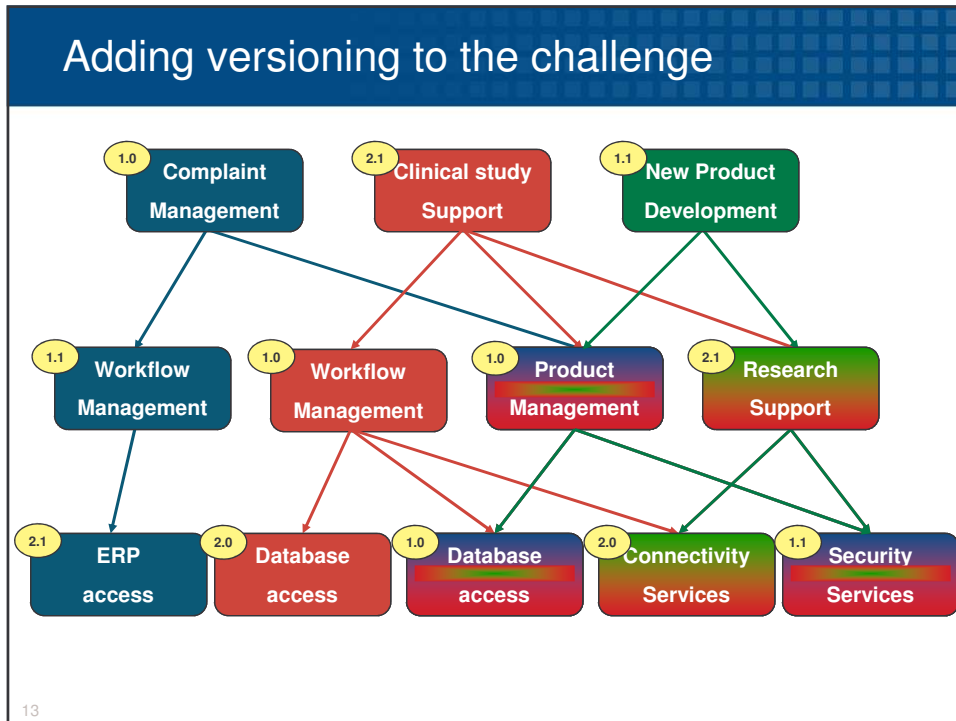 Adding versioning to the challenge
1.0
Complaint
Management
2.1
Clinical study
Support
1.1
New Product
Development
1.1
Workflow
Management
1.0
Workflow
Management
1.0
Product
Management
2.1
Research
Support
2.1
ERP
access
2.0
Database
access
1.0
Database
access
2.0
Connectivity
Services
1.1
Security
Services
13